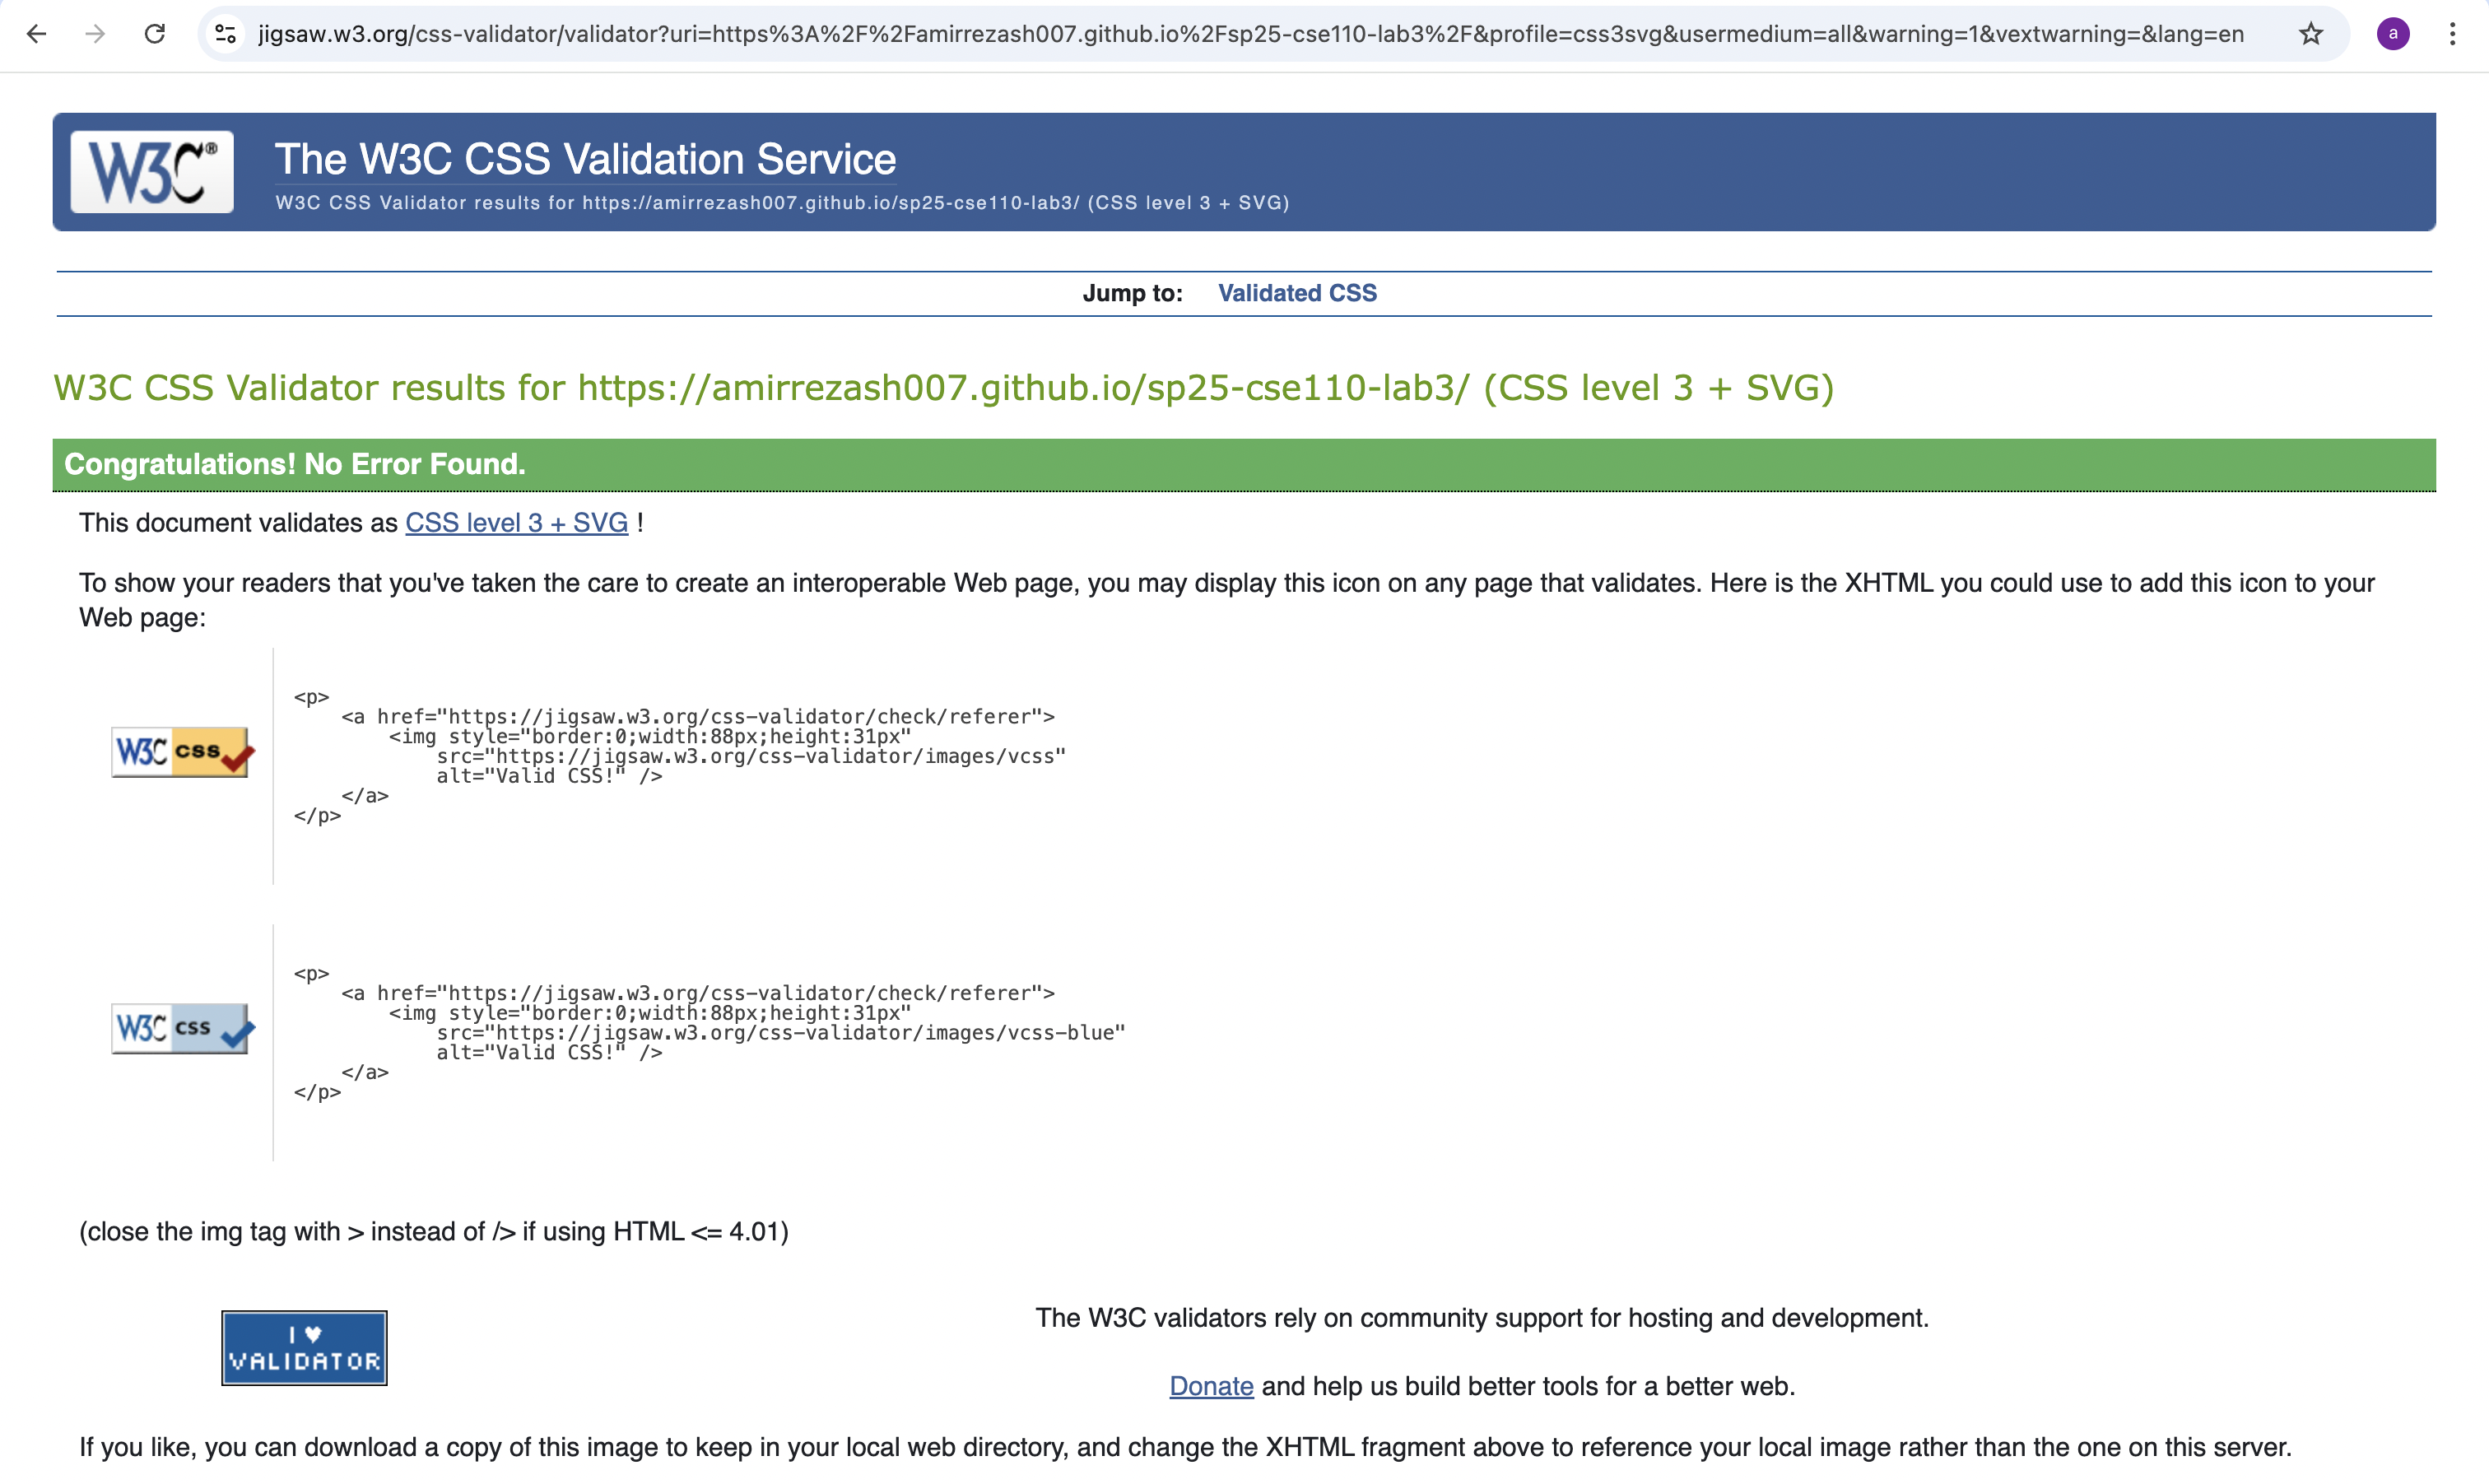 jigsaw.w3.org/css-validator/validator?uri=https%3A%2F%2Famirrezash007.github.io%2Fsp25-cse110-lab3%2F&profile=css3svg&usermedium=all&warning=1&vextwarning=&lang=en
a
W3C®
The W3C CSS Validation Service
W3C CSS Validator results for https://amirrezash007.github.io/sp25-cse110-lab3/ (CSS level 3 + SVG)
Jump to: Validated CSS
W3C CSS Validator results for https://amirrezash007.github.io/sp25-cse110-lab3/ (CSS level 3 + SVG)
Congratulations! No Error Found.
This document validates as CSS level 3 + SVG !
To show your readers that you've taken the care to create an interoperable Web page, you may display this icon on any page that validates. Here is the XHTML you could use to add this icon to your
Web page:
W3C css
<p>
    <a href="https://jigsaw.w3.org/css-validator/check/referer">
        <img style="border:0;width:88px;height:31px"
            src="https://jigsaw.w3.org/css-validator/images/vcss"
            alt="Valid CSS!" />
    </a>
</p>
W3C css
<p>
    <a href="https://jigsaw.w3.org/css-validator/check/referer">
        <img style="border:0;width:88px;height:31px"
            src="https://jigsaw.w3.org/css-validator/images/vcss-blue"
            alt="Valid CSS!" />
    </a>
</p>
(close the img tag with > instead of /> if using HTML <= 4.01)
I ♥
VALIDATOR
The W3C validators rely on community support for hosting and development.
Donate and help us build better tools for a better web.
If you like, you can download a copy of this image to keep in your local web directory, and change the XHTML fragment above to reference your local image rather than the one on this server.